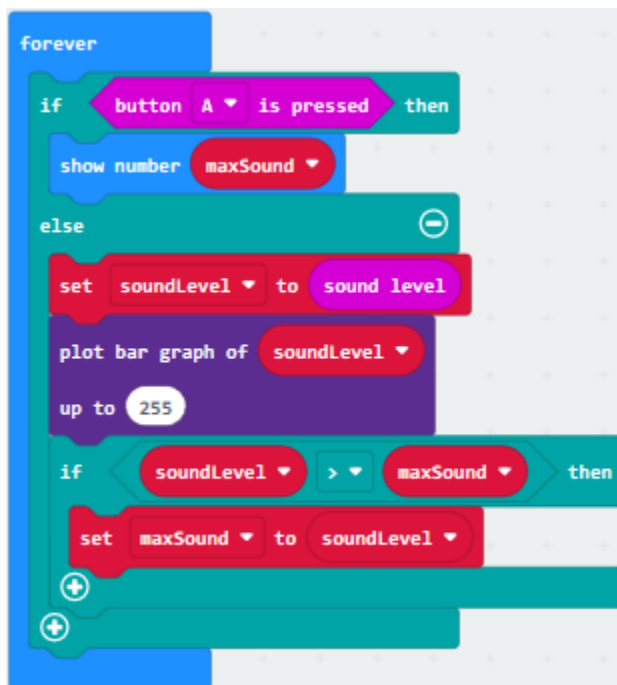 forever
if button A is pressed then
show number maxSound
else
set soundLevel to sound level
plot bar graph of soundLevel
up to 255
if soundLevel > maxSound then
set maxSound to soundLevel